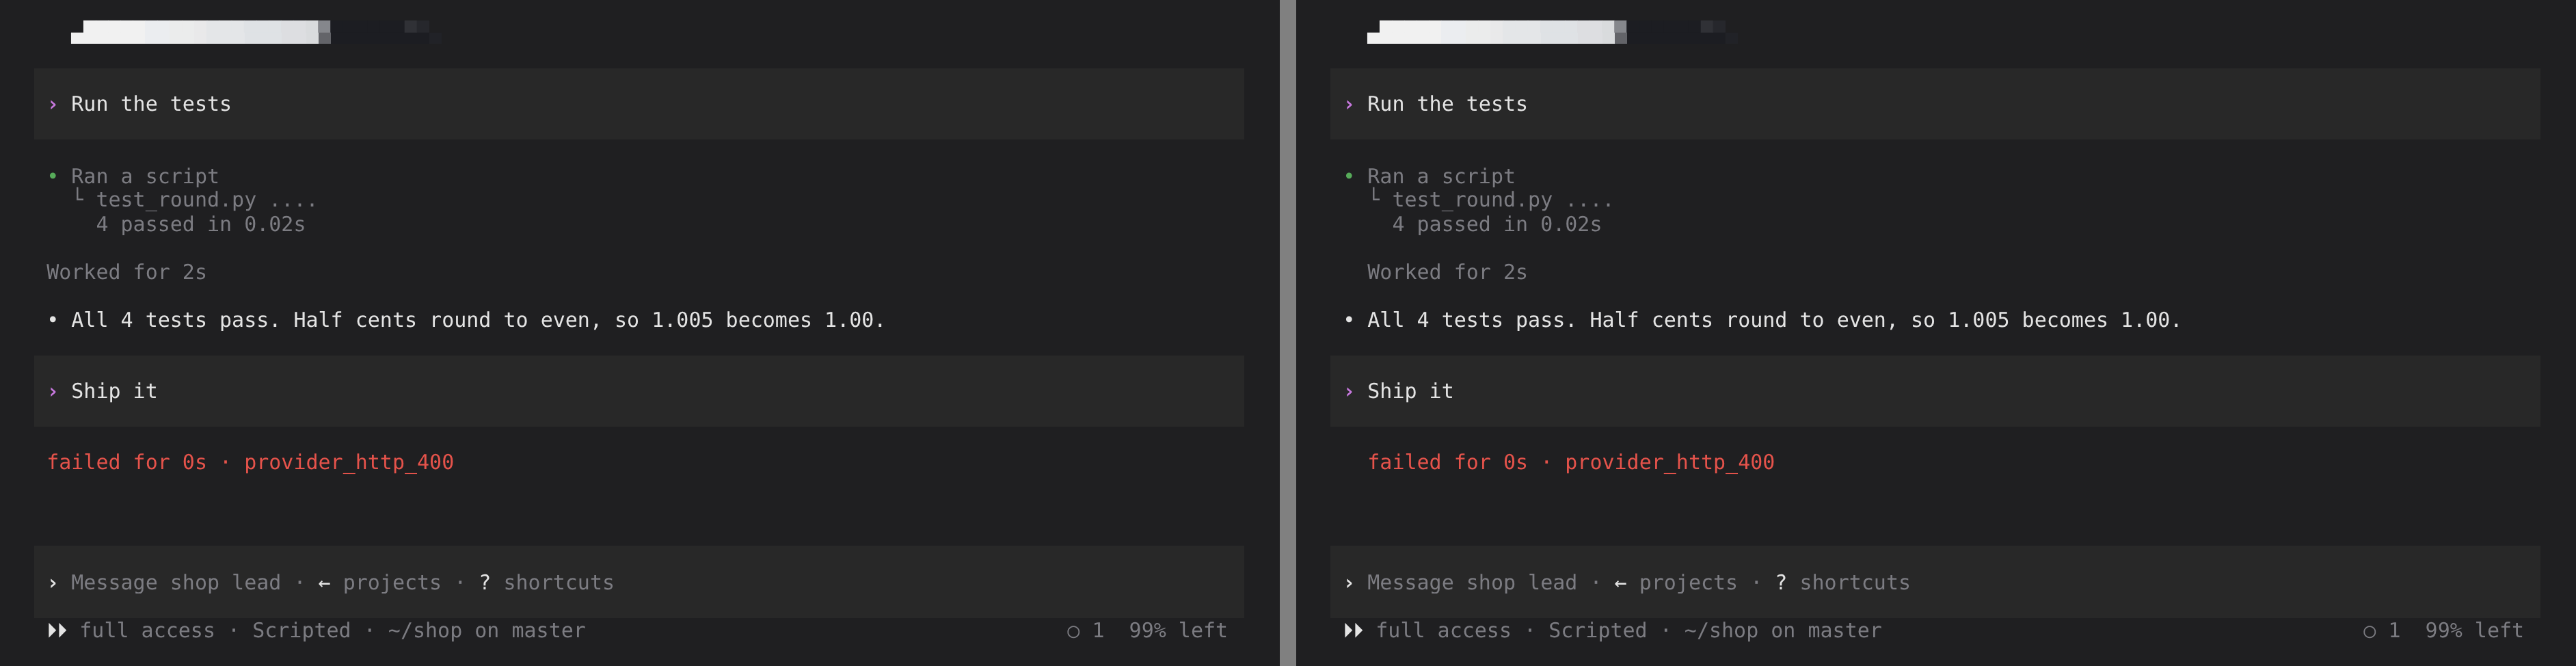 › Run the tests
• Ran a script
└ test_round.py ....
4 passed in 0.02s
Worked for 2s
• All 4 tests pass. Half cents round to even, so 1.005 becomes 1.00.
› Ship it
failed for 0s · provider_http_400
› Message shop lead · ← projects · ? shortcuts
⏵⏵ full access · Scripted · ~/shop on master ○ 1 99% left
› Run the tests
• Ran a script
└ test_round.py ....
4 passed in 0.02s
Worked for 2s
• All 4 tests pass. Half cents round to even, so 1.005 becomes 1.00.
› Ship it
failed for 0s · provider_http_400
› Message shop lead · ← projects · ? shortcuts
⏵⏵ full access · Scripted · ~/shop on master ○ 1 99% left